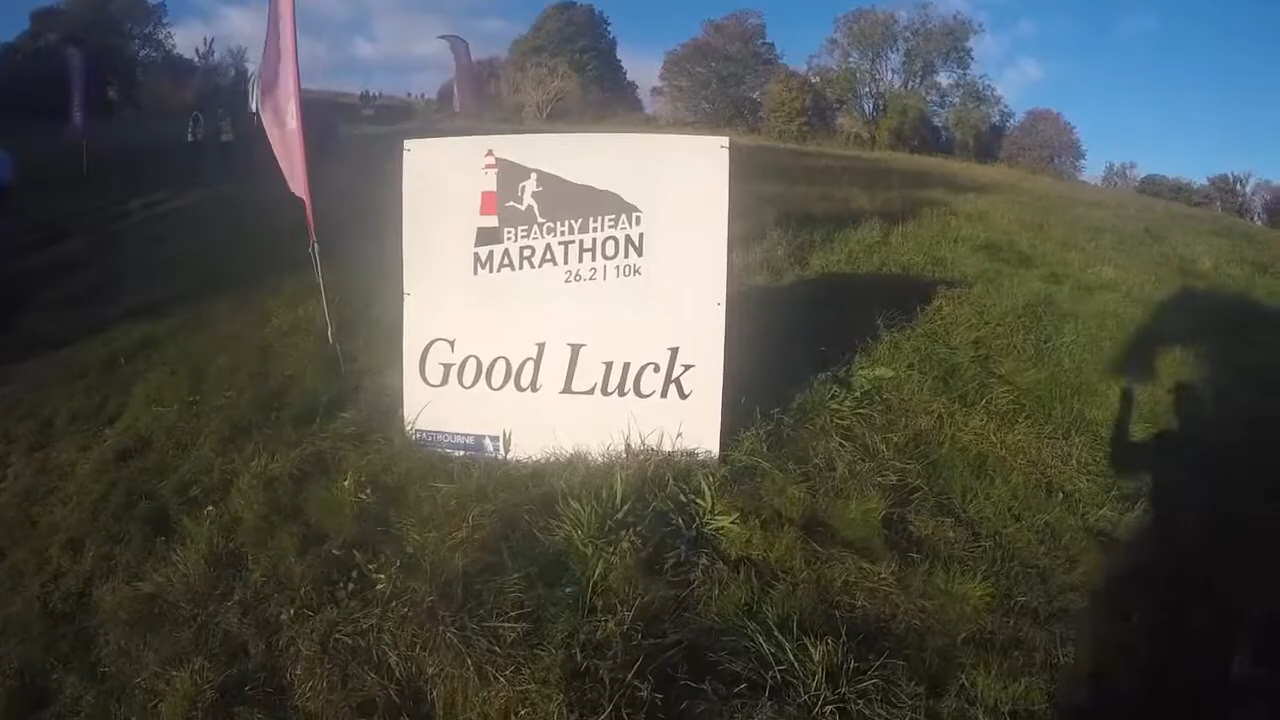 BEACHY HEAD
MARATHON
26.2 | 10k
Good Luck
EASTBOURNE